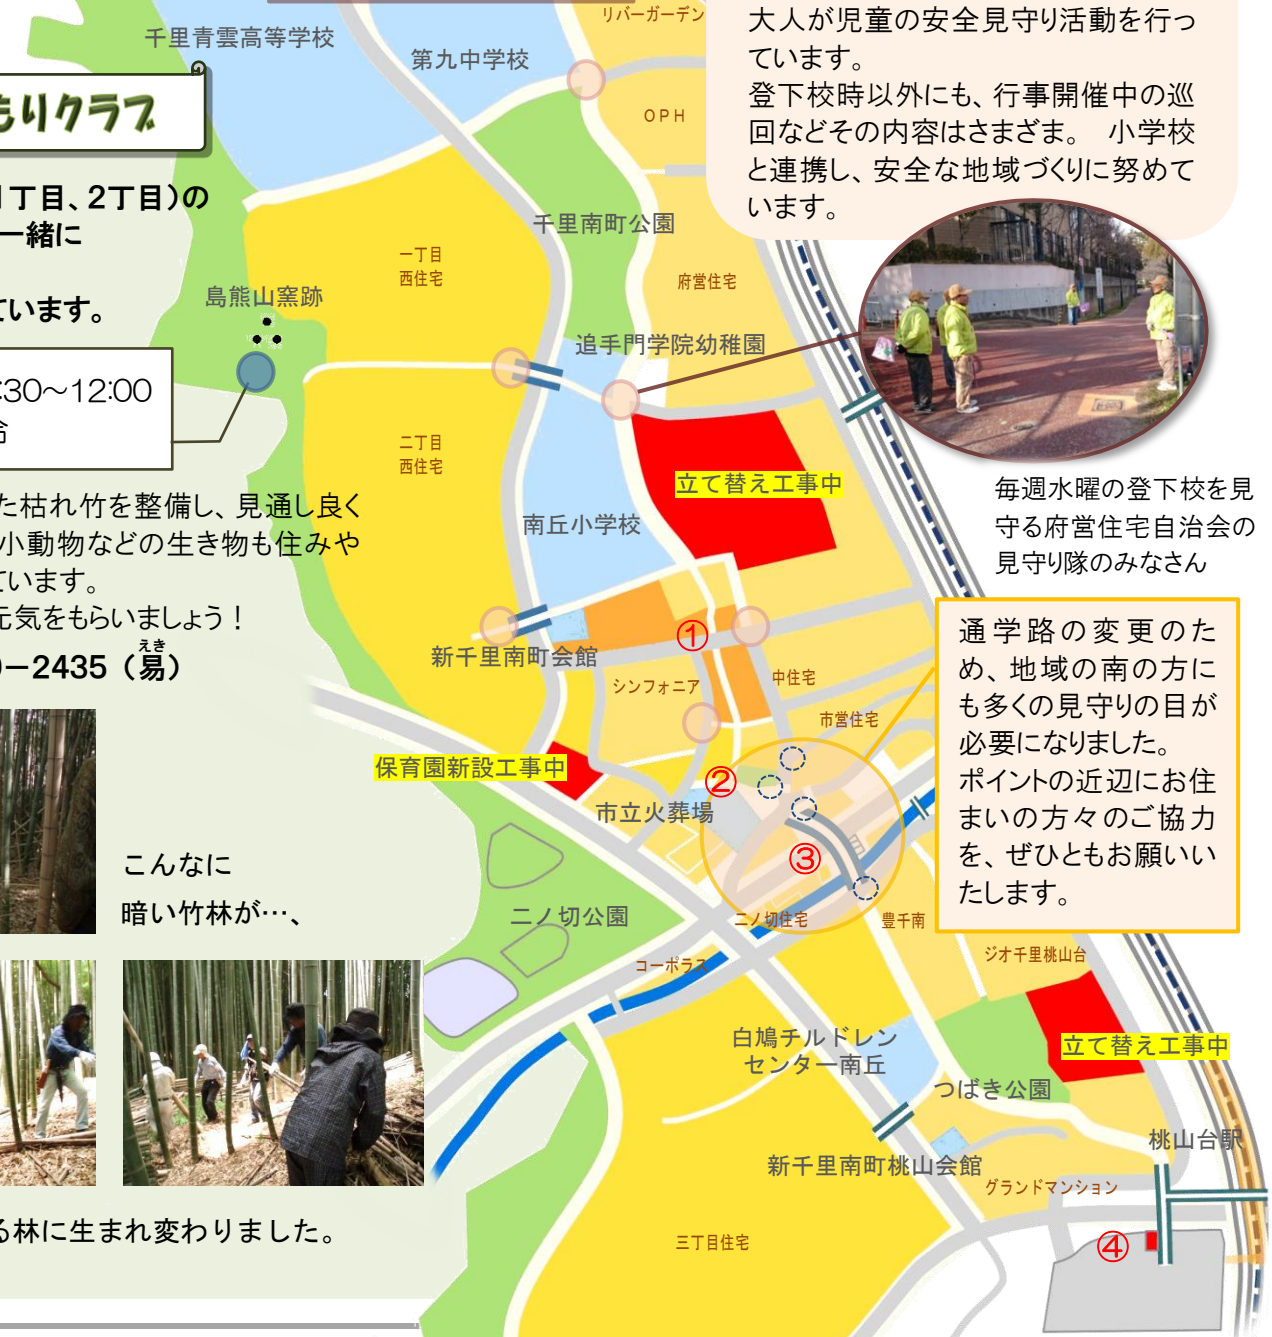 リバーガーデン
千里青雲高等学校
第九中学校
OPH
大人が児童の安全見守り活動を行っ
ています。
登下校時以外にも、行事開催中の巡
回などその内容はさまざま。 小学校
と連携し、安全な地域づくりに努めて
います。
もりクラブ
丁目、2丁目)の
一緒に
ています。
島熊山窯跡
:30～12:00
一丁目
西住宅
千里南町公園
府営住宅
追手門学院幼稚園
二丁目
西住宅
立て替え工事中
南丘小学校
毎週水曜の登下校を見
守る府営住宅自治会の
見守り隊のみなさん
た枯れ竹を整備し、見通し良く
小動物などの生き物も住みや
ています。
元気をもらいましょう！
えき
－2435（易）
①
新千里南町会館
シンフォニア
中住宅
市営住宅
保育園新設工事中
②
市立火葬場
③
二ノ切公園
二ノ切住宅
豊千南
コーポラス
通学路の変更のた
め、地域の南の方に
も多くの見守りの目が
必要になりました。
ポイントの近辺にお住
まいの方々のご協力
を、ぜひともお願いい
たします。
こんなに
暗い竹林が…、
ジオ千里桃山台
白鳩チルドレン
センター南丘
立て替え工事中
つばき公園
桃山台駅
新千里南町桃山会館
グランドマンション
る林に生まれ変わりました。
三丁目住宅
④